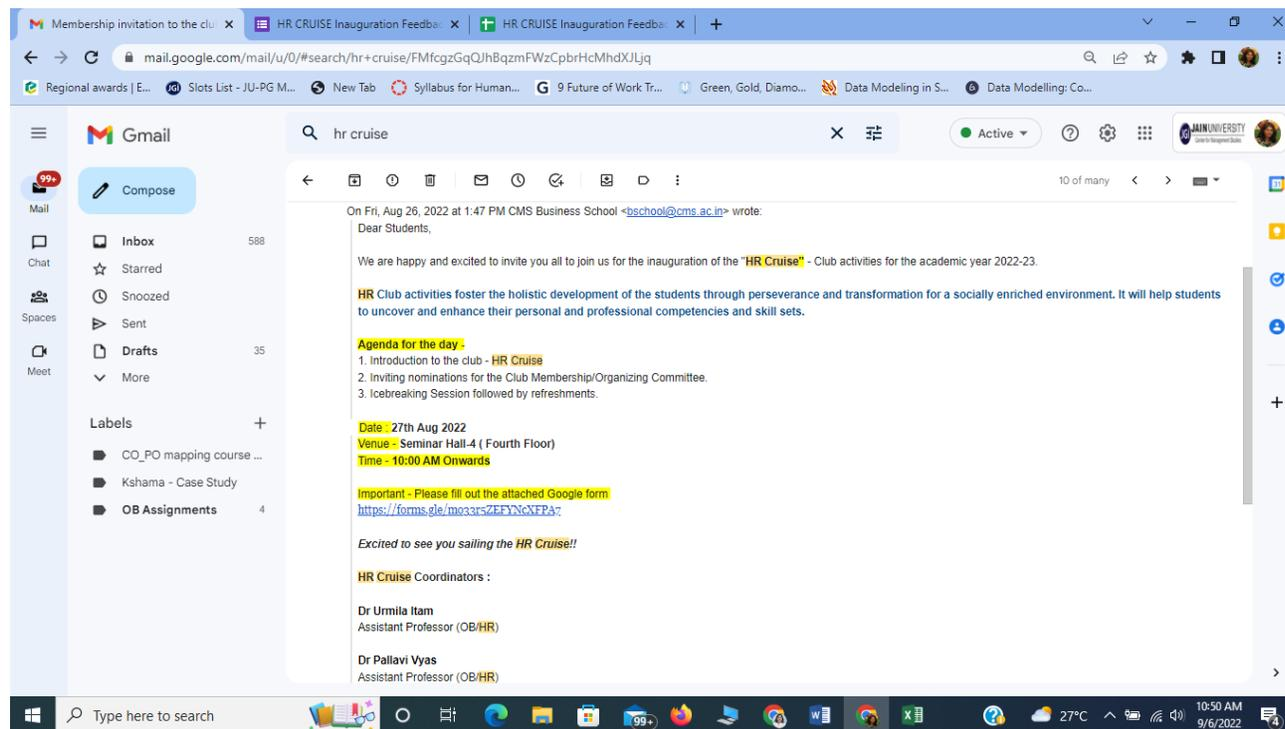 Membership invitation to the clu
HR CRUISE Inauguration Feedbac
HR CRUISE Inauguration Feedbac
mail.google.com/mail/u/0/#search/hr+cruise/FMfcgzGqQJhBqzmFWzCpbrHcMhdXJLjq
Regional awards | E...
Slots List - JU-PG M...
New Tab
Syllabus for Human...
9 Future of Work Tr...
Green, Gold, Diamo...
Data Modeling in S...
Data Modelling: Co...
Gmail
hr cruise
Active
JAIN UNIVERSITY
Compose
99+
Mail
Chat
Spaces
Meet
Inbox 588
Starred
Snoozed
Sent
Drafts 35
More
Labels
CO_PO mapping course ...
Kshama - Case Study
OB Assignments 4
10 of many
On Fri, Aug 26, 2022 at 1:47 PM CMS Business School <bschool@cms.ac.in> wrote:
Dear Students,
We are happy and excited to invite you all to join us for the inauguration of the "HR Cruise" - Club activities for the academic year 2022-23.
HR Club activities foster the holistic development of the students through perseverance and transformation for a socially enriched environment. It will help students
to uncover and enhance their personal and professional competencies and skill sets.
Agenda for the day -
1. Introduction to the club - HR Cruise
2. Inviting nominations for the Club Membership/Organizing Committee.
3. Icebreaking Session followed by refreshments.
Date : 27th Aug 2022
Venue - Seminar Hall-4 ( Fourth Floor)
Time - 10:00 AM Onwards
Important - Please fill out the attached Google form
https://forms.gle/mo33r5ZEFYNcXFPA7
Excited to see you sailing the HR Cruise!!
HR Cruise Coordinators :
Dr Urmila Itam
Assistant Professor (OB/HR)
Dr Pallavi Vyas
Assistant Professor (OB/HR)
31
Type here to search
99+
27°C
10:50 AM
9/6/2022
4